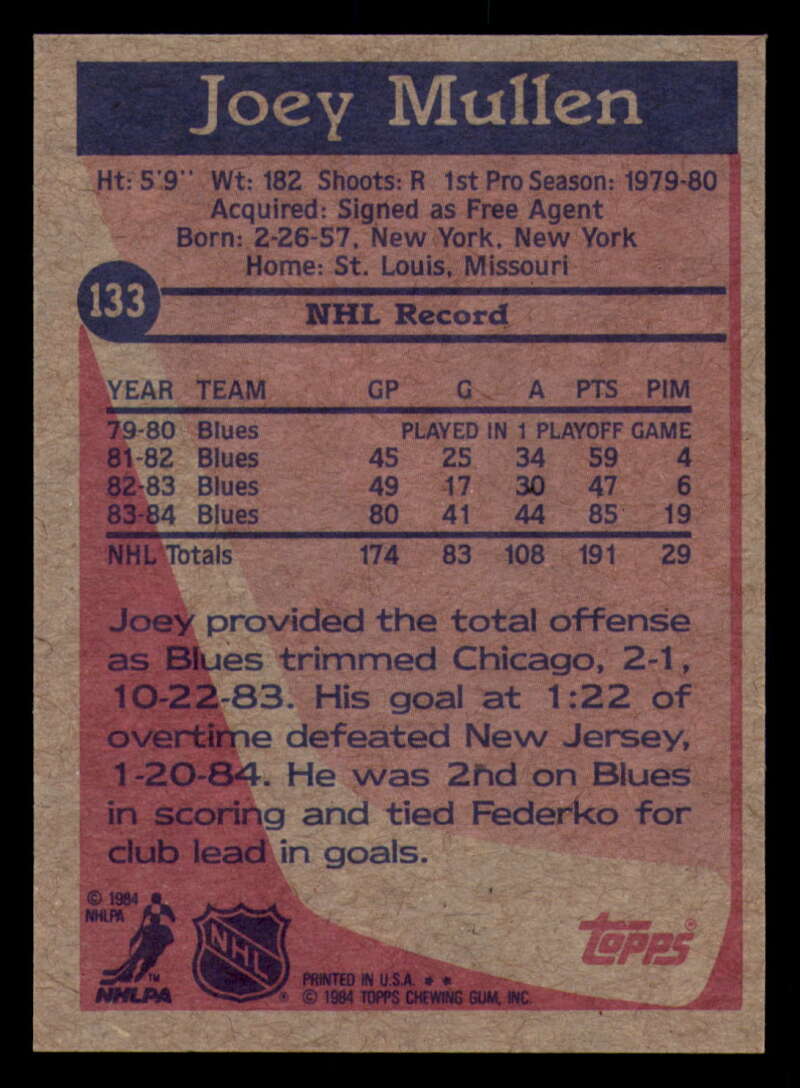 Joey Mullen
Ht: 5'9'' Wt: 182 Shoots: R 1st Pro Season: 1979-80
Acquired: Signed as Free Agent
Born: 2-26-57, New York, New York
Home: St. Louis, Missouri
133
NHL Record
YEAR TEAM GP G A PTS PIM
79-80 Blues PLAYED IN 1 PLAYOFF GAME
81-82 Blues 45 25 34 59 4
82-83 Blues 49 17 30 47 6
83-84 Blues 80 41 44 85 19
NHL Totals 174 83 108 191 29
Joey provided the total offense
as Blues trimmed Chicago, 2-1,
10-22-83. His goal at 1:22 of
overtime defeated New Jersey,
1-20-84. He was 2nd on Blues
in scoring and tied Federko for
club lead in goals.
© 1984
NHLPA
TM
NHLPA
NHL
®
Topps®
PRINTED IN U.S.A. * *
© 1984 TOPPS CHEWING GUM, INC.